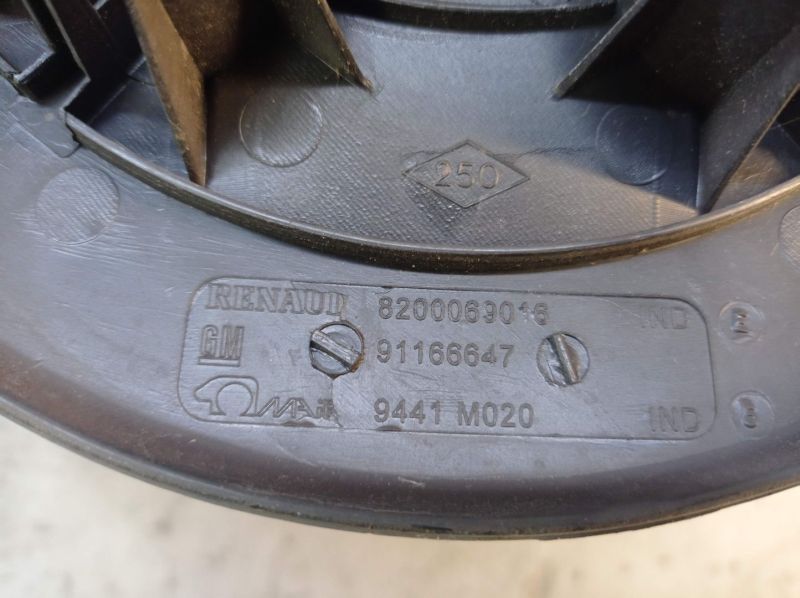 250
RENAULT 8200069016 IND E
GM 91166647
9441 M020 IND